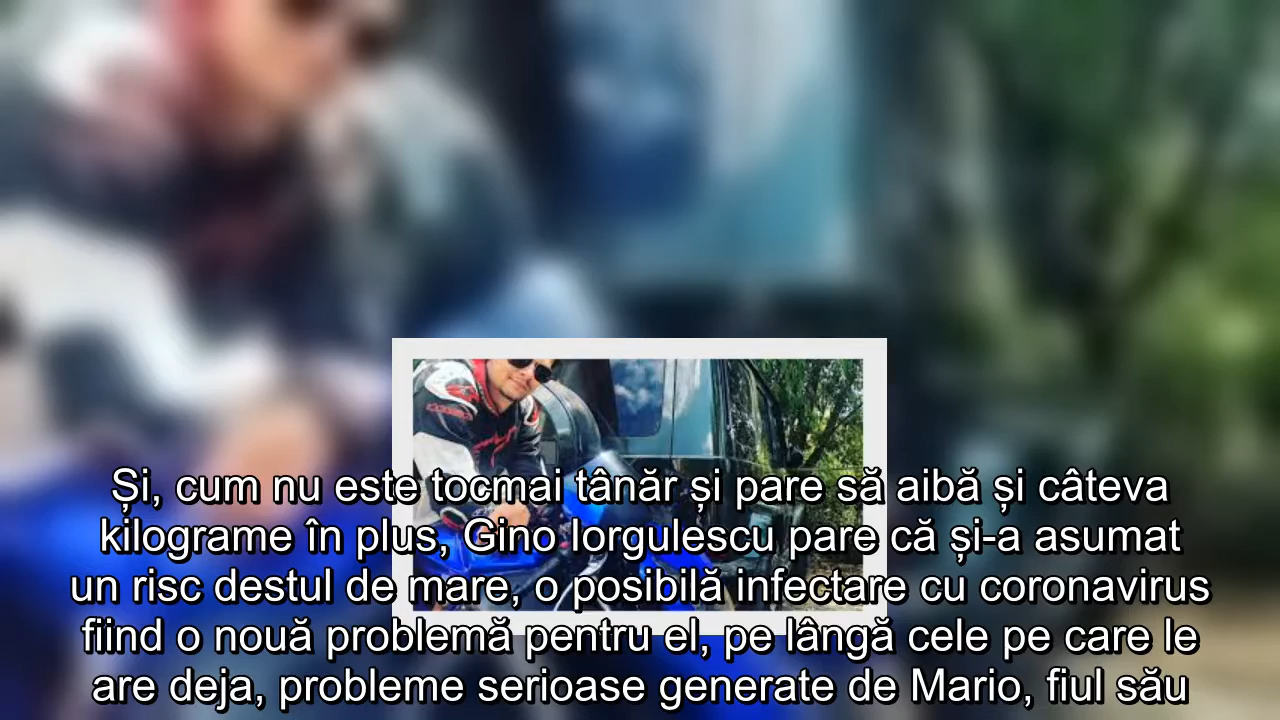 Și, cum nu este tocmai tânăr și pare să aibă și câteva
kilograme în plus, Gino Iorgulescu pare că și-a asumat
un risc destul de mare, o posibilă infectare cu coronavirus
fiind o nouă problemă pentru el, pe lângă cele pe care le
are deja, probleme serioase generate de Mario, fiul său